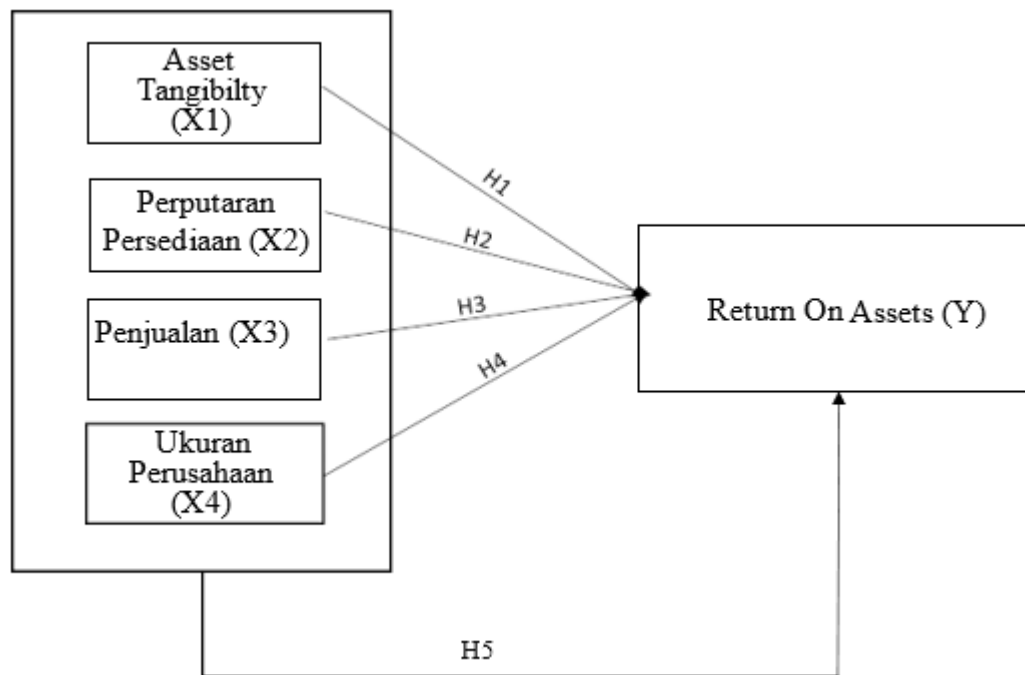 Asset
Tangibilty
(X1)
Perputaran
Persediaan (X2)
Penjualan (X3)
Ukuran
Perusahaan
(X4)
H1
H2
H3
H4
Return On Assets (Y)
H5